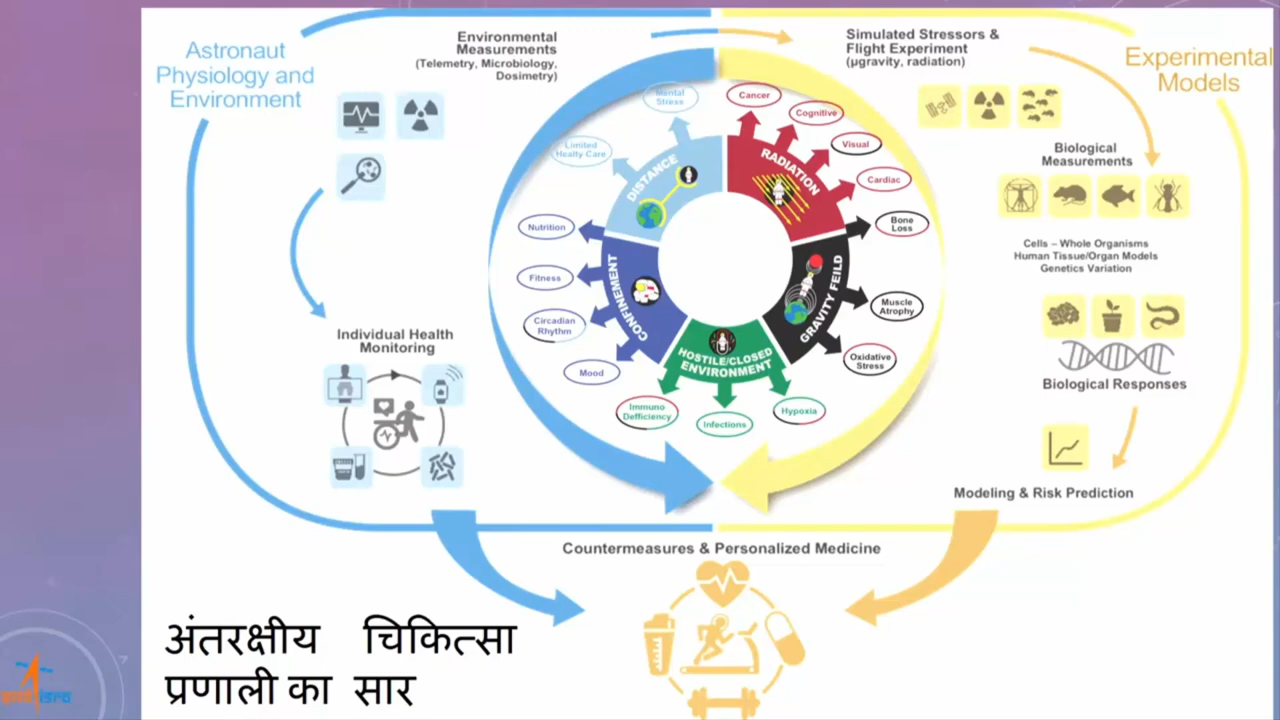 Astronaut
Physiology and
Environment
Environmental
Measurements
(Telemetry, Microbiology,
Dosimetry)
Simulated Stressors &
Flight Experiment
(µgravity, radiation)
Experimental
Models
Mental
Stress
Limited
Healty Care
DISTANCE
Cancer
Cognitive
Visual
Cardiac
RADIATION
Bone
Loss
Muscle
Atrophy
Oxidative
Stress
GRAVITY FEILD
Nutrition
Fitness
Circadian
Rhythm
Mood
CONFINEMENT
HOSTILE/CLOSED
ENVIRONMENT
Immuno
Defficiency
Infections
Hypoxia
Individual Health
Monitoring
Biological
Measurements
Cells – Whole Organisms
Human Tissue/Organ Models
Genetics Variation
Biological Responses
Modeling & Risk Prediction
Countermeasures & Personalized Medicine
अंतरक्षीय चिकित्सा
प्रणाली का सार
इसरो isro